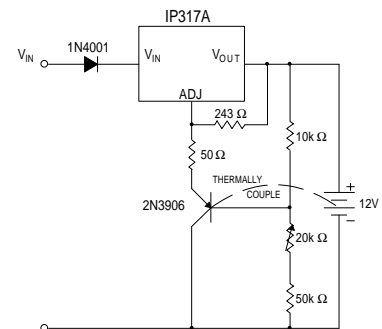 IP317A
1N4001
VIN
VIN
VOUT
ADJ
243 Ω
10k Ω
50 Ω
THERMALLY
COUPLE
+
2N3906
12V
−
20k Ω
50k Ω